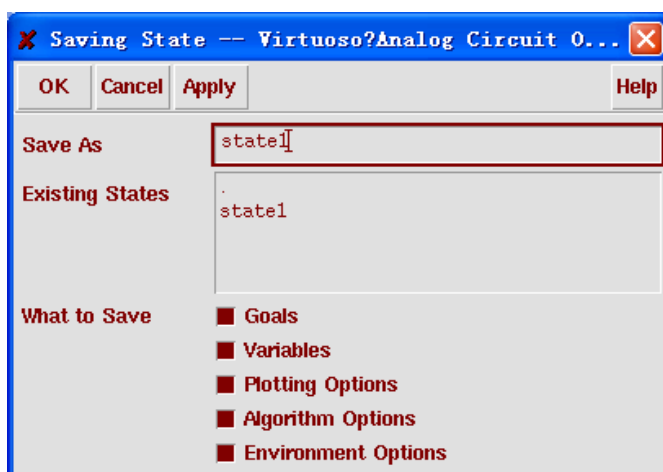 Saving State -- Virtuoso?Analog Circuit O...
OK Cancel Apply Help
Save As state1
Existing States
.
state1
What to Save Goals
Variables
Plotting Options
Algorithm Options
Environment Options